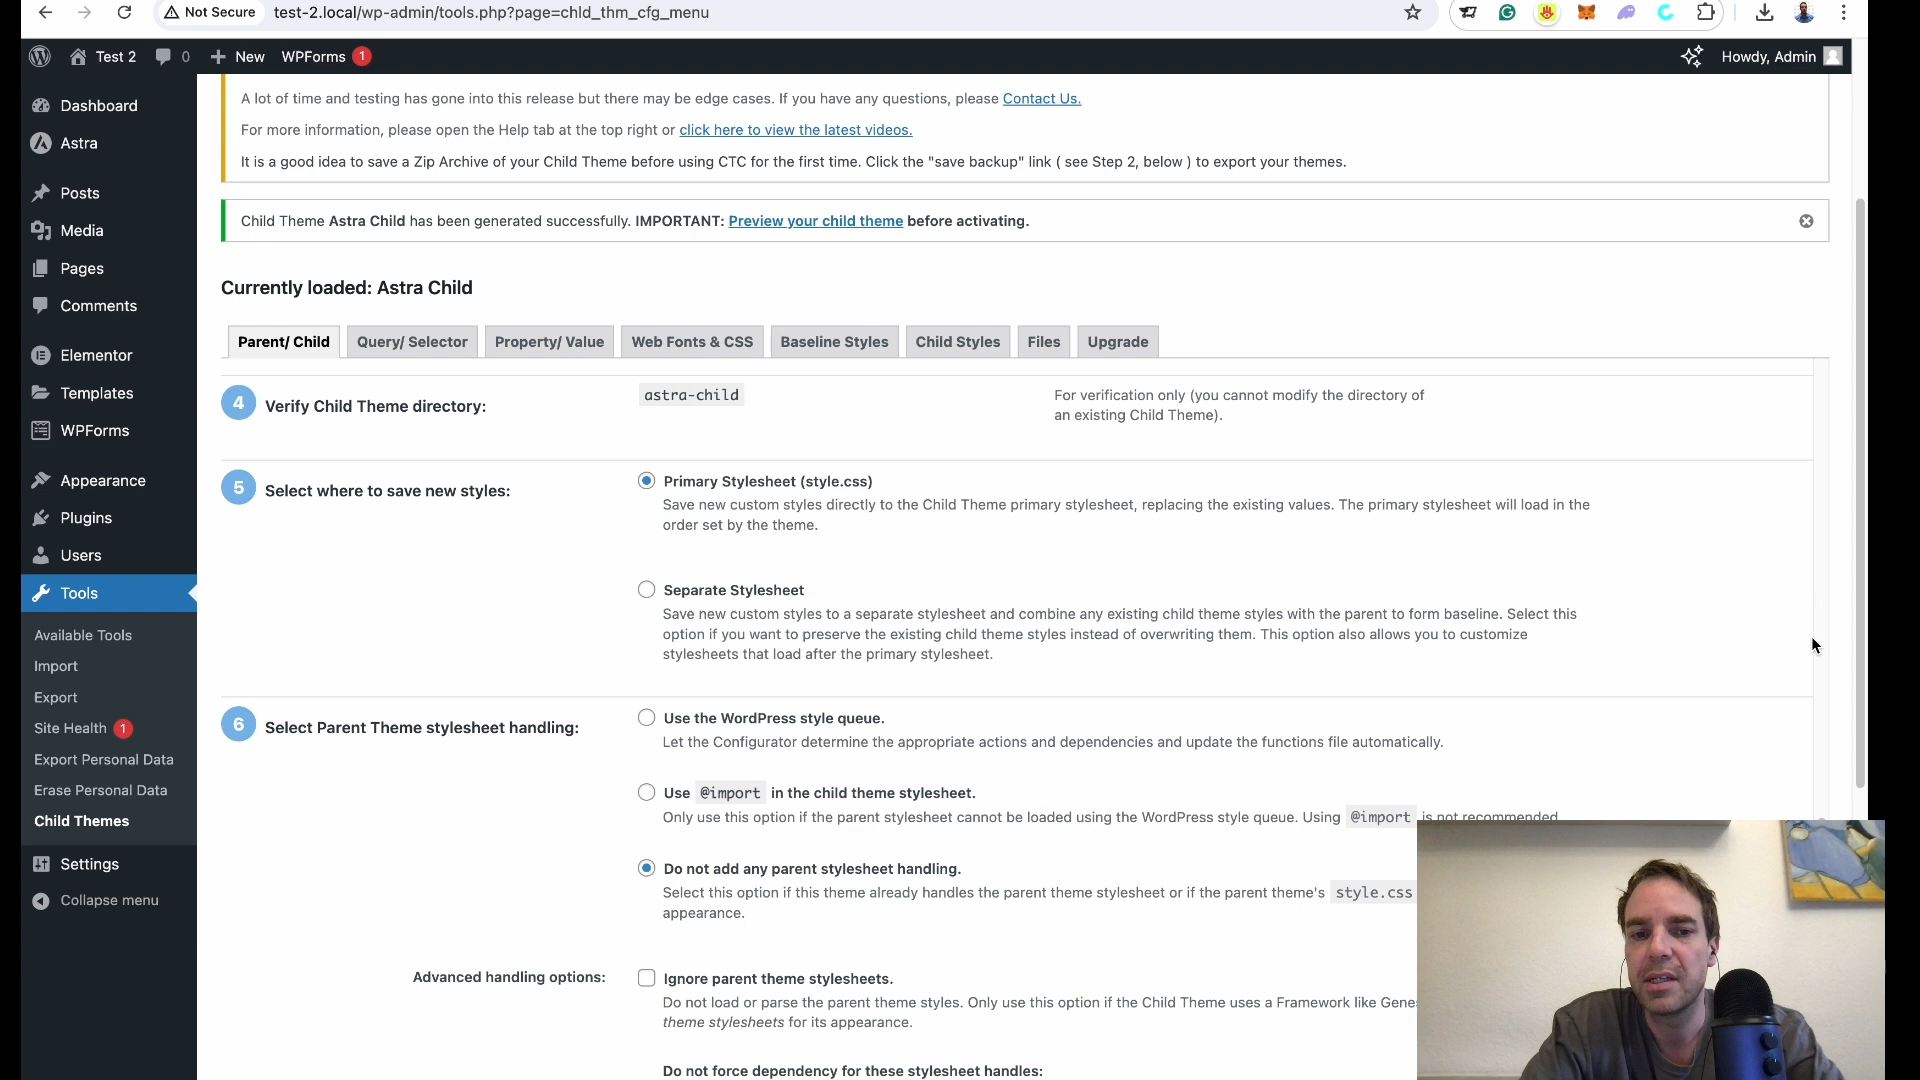 Not Secure test-2.local/wp-admin/tools.php?page=chld_thm_cfg_menu
Test 2 0 New WPForms 1 Howdy, Admin
Dashboard
Astra
Posts
Media
Pages
Comments
Elementor
Templates
WPForms
Appearance
Plugins
Users
Tools
Available Tools
Import
Export
Site Health 1
Export Personal Data
Erase Personal Data
Child Themes
Settings
Collapse menu
A lot of time and testing has gone into this release but there may be edge cases. If you have any questions, please Contact Us.
For more information, please open the Help tab at the top right or click here to view the latest videos.
It is a good idea to save a Zip Archive of your Child Theme before using CTC for the first time. Click the "save backup" link ( see Step 2, below ) to export your themes.
Child Theme Astra Child has been generated successfully. IMPORTANT: Preview your child theme before activating.
Currently loaded: Astra Child
Parent/ Child Query/ Selector Property/ Value Web Fonts & CSS Baseline Styles Child Styles Files Upgrade
4 Verify Child Theme directory:
astra-child
For verification only (you cannot modify the directory of
an existing Child Theme).
5 Select where to save new styles:
Primary Stylesheet (style.css)
Save new custom styles directly to the Child Theme primary stylesheet, replacing the existing values. The primary stylesheet will load in the
order set by the theme.
Separate Stylesheet
Save new custom styles to a separate stylesheet and combine any existing child theme styles with the parent to form baseline. Select this
option if you want to preserve the existing child theme styles instead of overwriting them. This option also allows you to customize
stylesheets that load after the primary stylesheet.
6 Select Parent Theme stylesheet handling:
Use the WordPress style queue.
Let the Configurator determine the appropriate actions and dependencies and update the functions file automatically.
Use @import in the child theme stylesheet.
Only use this option if the parent stylesheet cannot be loaded using the WordPress style queue. Using @import is not recommended
Do not add any parent stylesheet handling.
Select this option if this theme already handles the parent theme stylesheet or if the parent theme's style.css
appearance.
Advanced handling options:
Ignore parent theme stylesheets.
Do not load or parse the parent theme styles. Only use this option if the Child Theme uses a Framework like Gene
theme stylesheets for its appearance.
Do not force dependency for these stylesheet handles: